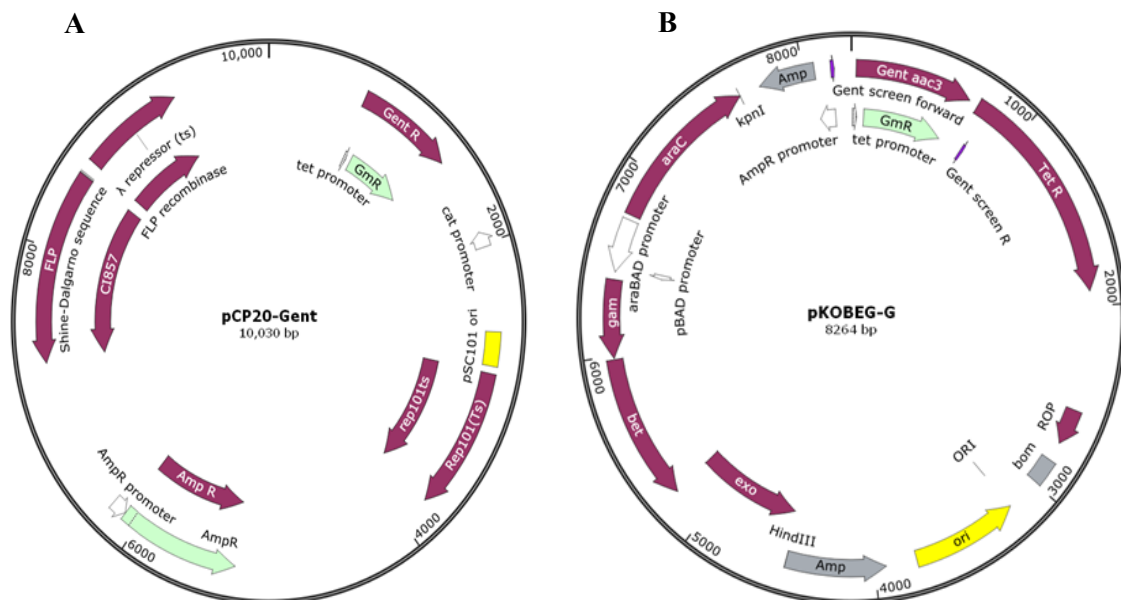 A
10,000
Gent R
tet promoter
GmR
2000
cat promoter
pSC101 ori
rep101ts
Rep101(Ts)
4000
Amp R
AmpR promoter
AmpR
6000
8000
FLP
Shine-Dalgarno sequence
CI857
λ repressor (ts)
FLP recombinase
pCP20-Gent
10,030 bp
B
8000
Amp
Gent aac3
Gent screen forward
1000
kpnI
AmpR promoter
tet promoter
GmR
Tet R
araC
7000
Gent screen R
araBAD promoter
pBAD promoter
2000
gam
pKOBEG-G
8264 bp
6000
bet
ROP
bom
3000
ORI
exo
HindIII
5000
Amp
ori
4000